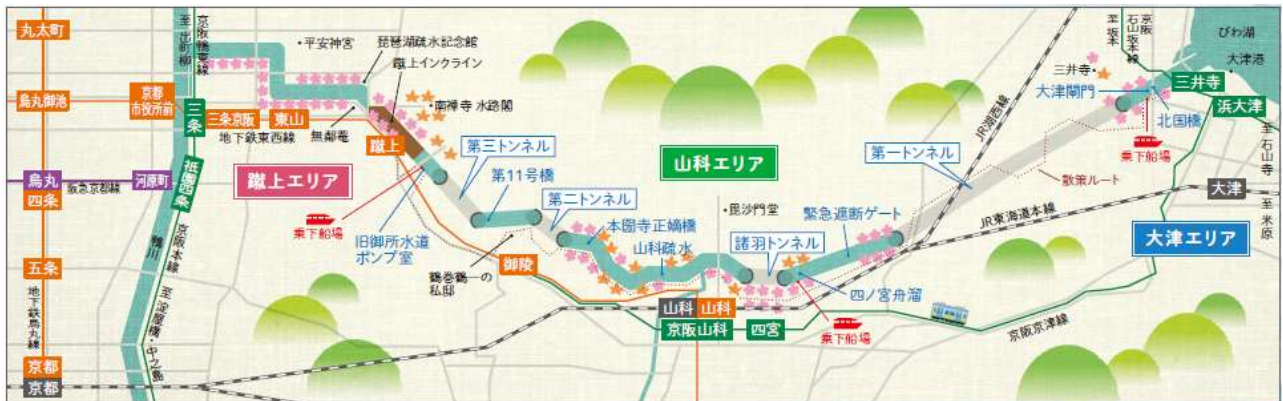 丸太町
烏丸御池
烏丸
四条
五条
地下鉄烏丸線
京都
京都
京都
市役所前
阪急京都線
河原町
鴨川
至 出町柳
京阪鴨東線
三条
祇園四条
京阪本線
至 淀屋橋・中之島
三条京阪
東山
地下鉄東西線
・平安神宮
琵琶湖疏水記念館
蹴上インクライン
・南禅寺 水路閣
無鄰菴
蹴上
蹴上エリア
乗下船場
旧御所水道
ポンプ室
第三トンネル
第11号橋
鶴巻鶴一の
私邸
第二トンネル
御陵
本圀寺正嫡橋
山科疏水
山科エリア
・毘沙門堂
諸羽トンネル
山科
山科
京阪山科
四宮
緊急遮断ゲート
四ノ宮舟溜
乗下船場
京阪京津線
第一トンネル
JR湖西線
散策ルート
JR東海道本線
大津
至 米原
大津エリア
至 坂本
京阪
石山坂本線
三井寺
大津閘門
三井寺
びわ湖
大津港
浜大津
北国橋
乗下船場
至 石山寺